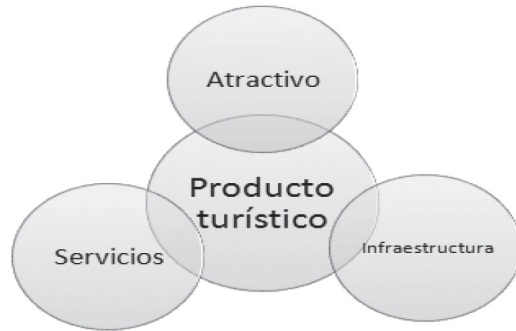 Atractivo
Producto
turístico
Servicios
Infraestructura